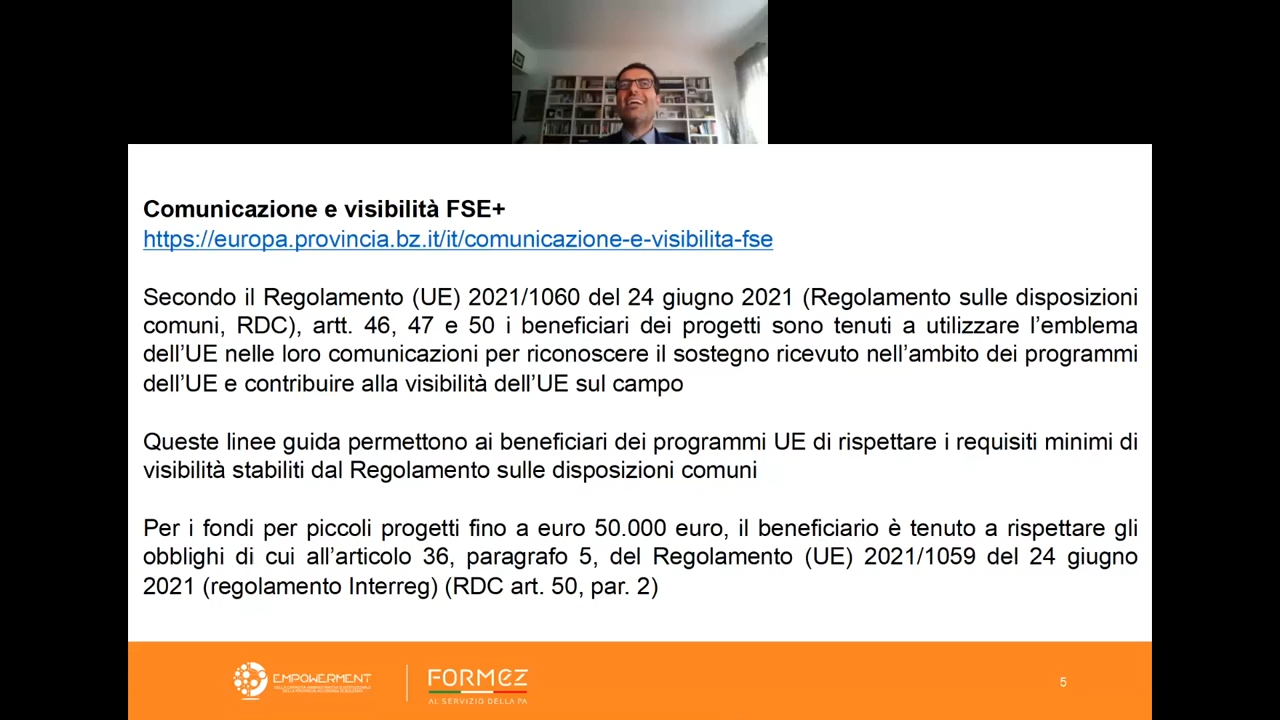 Comunicazione e visibilità FSE+
https://europa.provincia.bz.it/it/comunicazione-e-visibilita-fse
Secondo il Regolamento (UE) 2021/1060 del 24 giugno 2021 (Regolamento sulle disposizioni
comuni, RDC), artt. 46, 47 e 50 i beneficiari dei progetti sono tenuti a utilizzare l’emblema
dell’UE nelle loro comunicazioni per riconoscere il sostegno ricevuto nell’ambito dei programmi
dell’UE e contribuire alla visibilità dell’UE sul campo
Queste linee guida permettono ai beneficiari dei programmi UE di rispettare i requisiti minimi di
visibilità stabiliti dal Regolamento sulle disposizioni comuni
Per i fondi per piccoli progetti fino a euro 50.000 euro, il beneficiario è tenuto a rispettare gli
obblighi di cui all’articolo 36, paragrafo 5, del Regolamento (UE) 2021/1059 del 24 giugno
2021 (regolamento Interreg) (RDC art. 50, par. 2)
EMPOWERMENT
FORMEZ
AL SERVIZIO DELLA PA
5